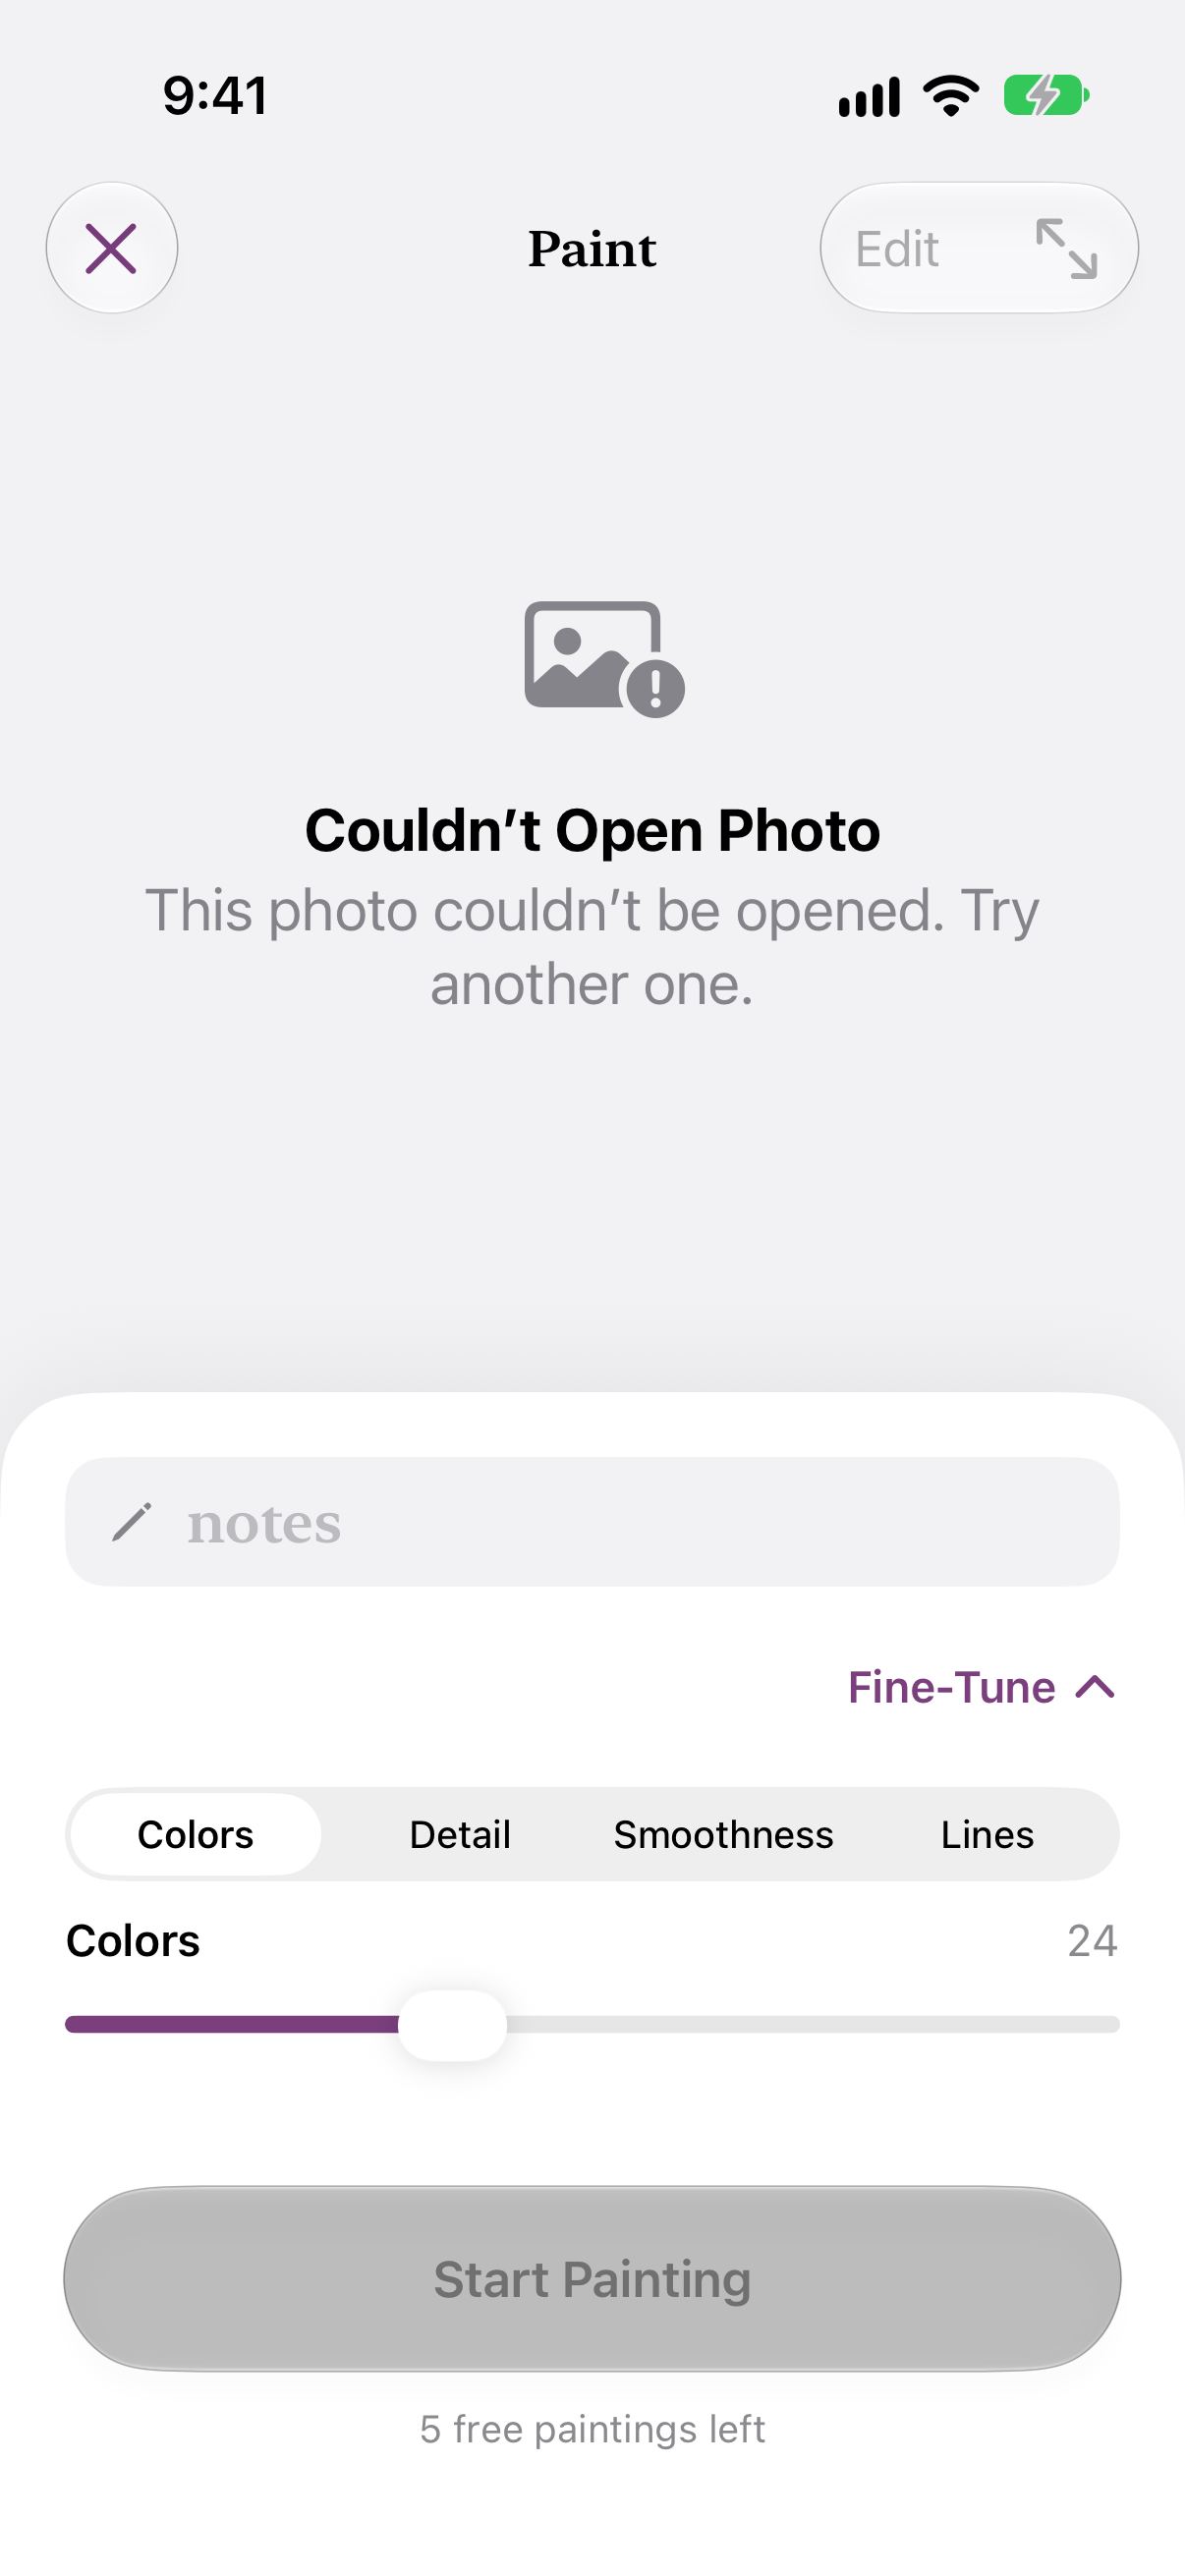 9:41
Paint
Edit
Couldn’t Open Photo
This photo couldn’t be opened. Try
another one.
notes
Fine-Tune
Colors Detail Smoothness Lines
Colors 24
Start Painting
5 free paintings left